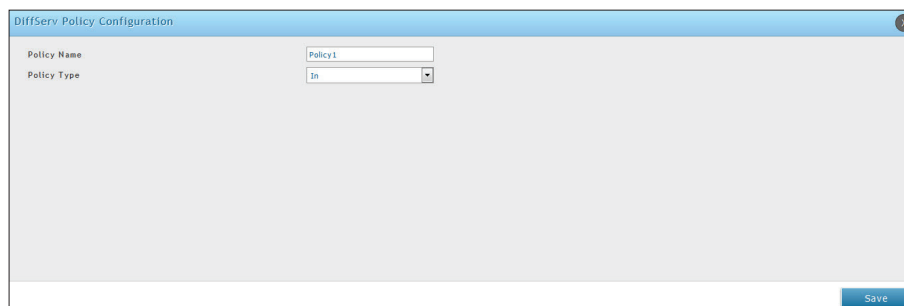 DiffServ Policy Configuration
Policy Name
Policy1
Policy Type
In
Save